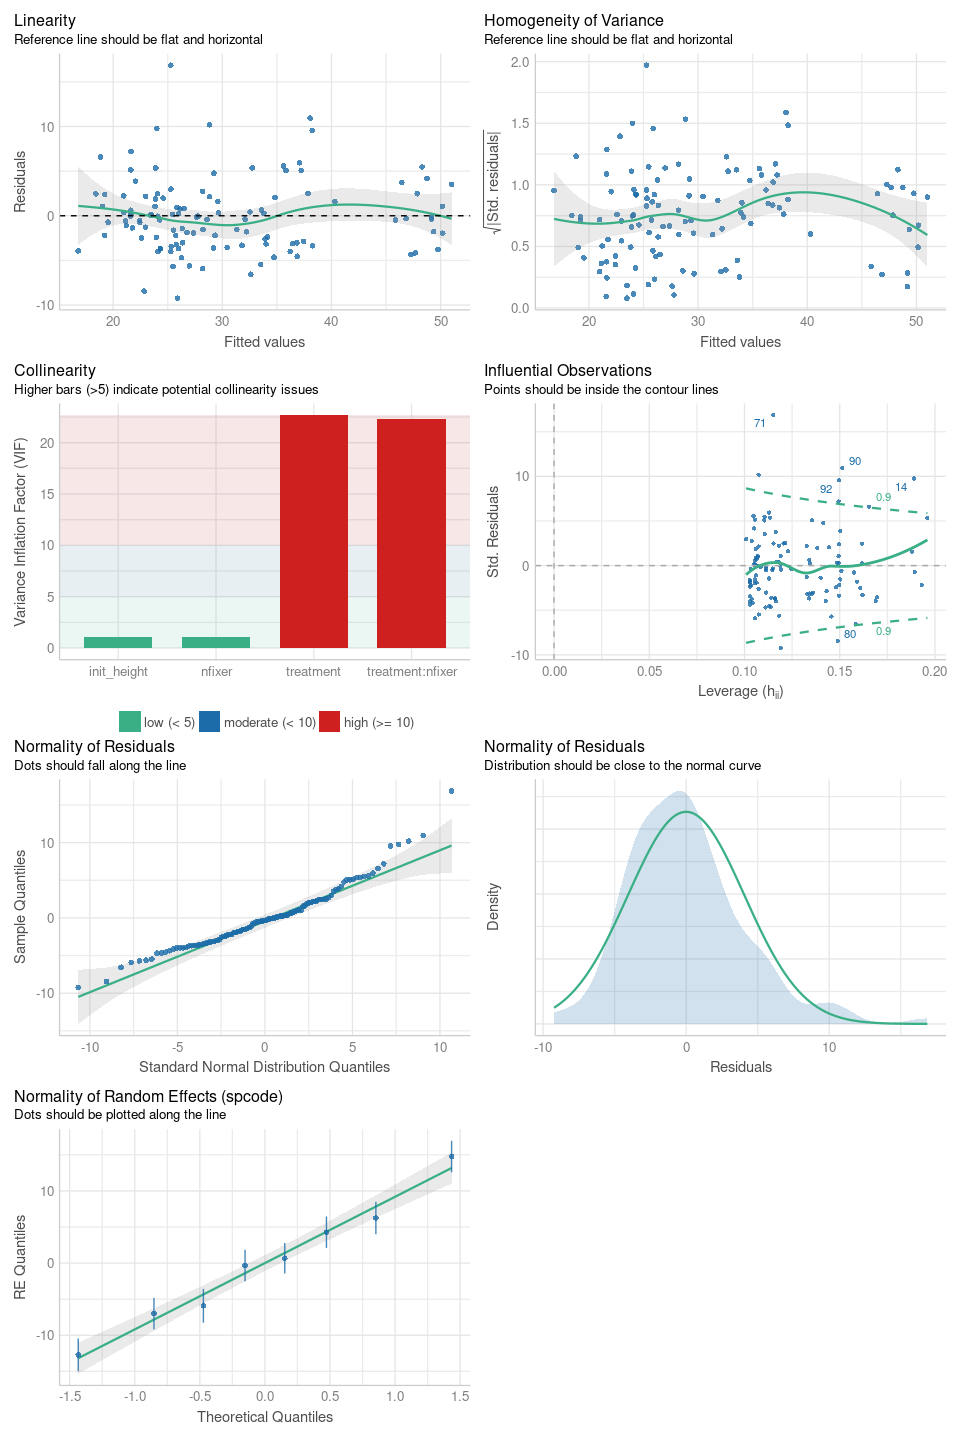 Linearity
Reference line should be flat and horizontal
Residuals
10
0
-10
20
30
40
50
Fitted values
Homogeneity of Variance
Reference line should be flat and horizontal
√|Std. residuals|
2.0
1.5
1.0
0.5
0.0
20
30
40
50
Fitted values
Collinearity
Higher bars (>5) indicate potential collinearity issues
Variance Inflation Factor (VIF)
20
15
10
5
0
init_height
nfixer
treatment
treatment:nfixer
low (< 5)
moderate (< 10)
high (>= 10)
Influential Observations
Points should be inside the contour lines
Std. Residuals
10
0
-10
71
90
92
14
0.9
80
0.9
0.00
0.05
0.10
0.15
0.20
Leverage (hii)
Normality of Residuals
Dots should fall along the line
Sample Quantiles
10
0
-10
-10
-5
0
5
10
Standard Normal Distribution Quantiles
Normality of Residuals
Distribution should be close to the normal curve
Density
-10
0
10
Residuals
Normality of Random Effects (spcode)
Dots should be plotted along the line
RE Quantiles
10
0
-10
-1.5
-1.0
-0.5
0.0
0.5
1.0
1.5
Theoretical Quantiles